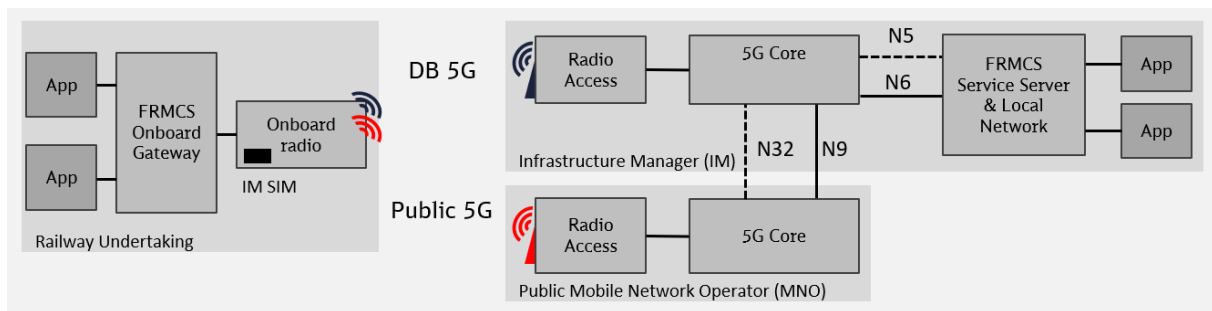 App
App
FRMCS
Onboard
Gateway
Onboard
radio
IM SIM
Railway Undertaking
DB 5G
Public 5G
Radio
Access
5G Core
N5
N6
FRMCS
Service Server
& Local
Network
App
App
Infrastructure Manager (IM)
N32
N9
Radio
Access
5G Core
Public Mobile Network Operator (MNO)